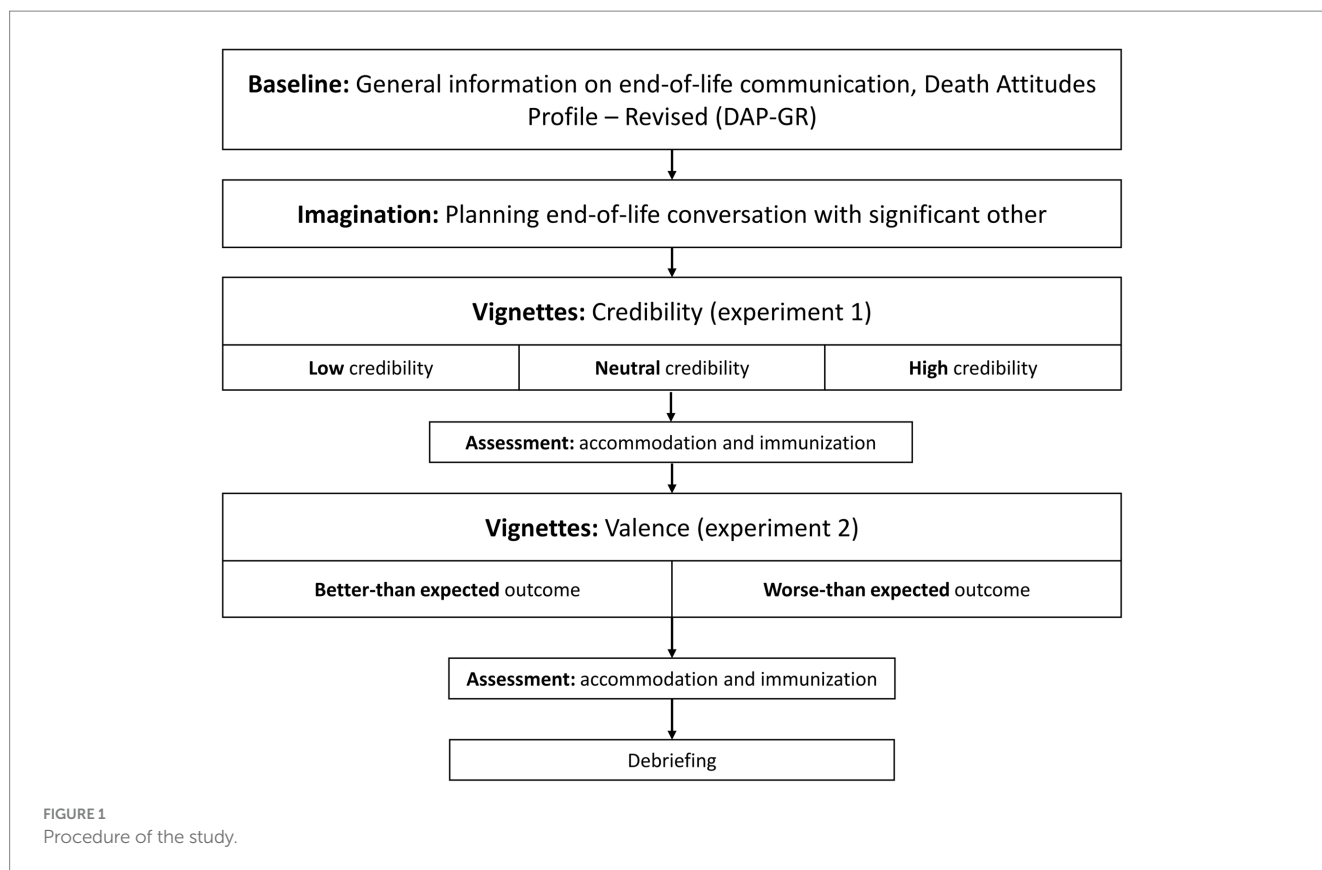 Baseline: General information on end-of-life communication, Death Attitudes
Profile – Revised (DAP-GR)
Imagination: Planning end-of-life conversation with significant other
Vignettes: Credibility (experiment 1)
Low credibility
Neutral credibility
High credibility
Assessment: accommodation and immunization
Vignettes: Valence (experiment 2)
Better-than expected outcome
Worse-than expected outcome
Assessment: accommodation and immunization
Debriefing
FIGURE 1
Procedure of the study.